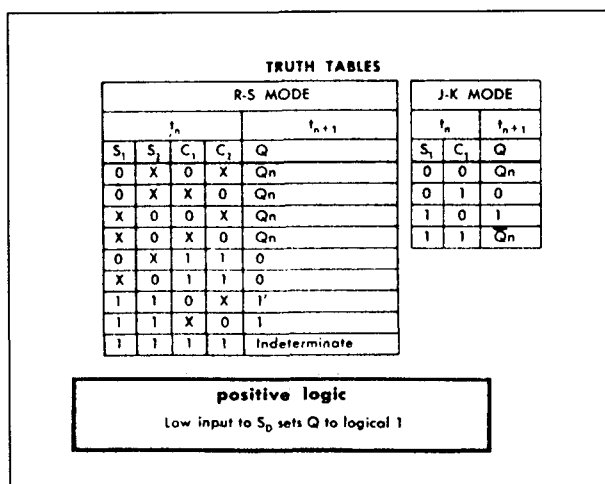 TRUTH TABLES
R-S MODE
tn tn+1
S1 S2 C1 C2 Q
0 X 0 X Qn
0 X X 0 Qn
X 0 0 X Qn
X 0 X 0 Qn
0 X 1 1 0
X 0 1 1 0
1 1 0 X 1'
1 1 X 0 1
1 1 1 1 Indeterminate
J-K MODE
tn tn+1
S1 C1 Q
0 0 Qn
0 1 0
1 0 1
1 1 Q̅n
positive logic
Low input to SD sets Q to logical 1